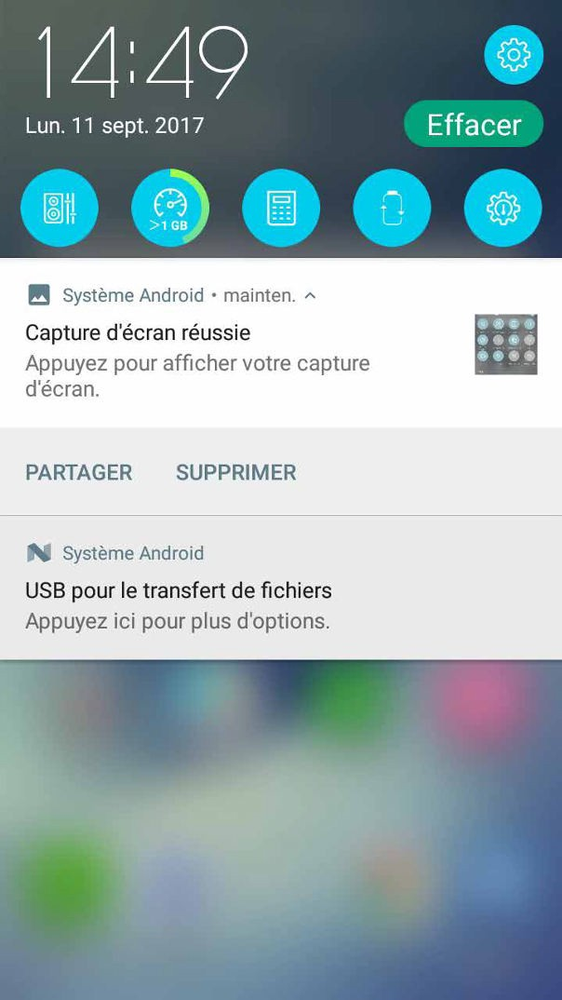 14:49
Lun. 11 sept. 2017
Effacer
>1 GB
Système Android • mainten.
Capture d'écran réussie
Appuyez pour afficher votre capture
d'écran.
PARTAGER SUPPRIMER
Système Android
USB pour le transfert de fichiers
Appuyez ici pour plus d'options.